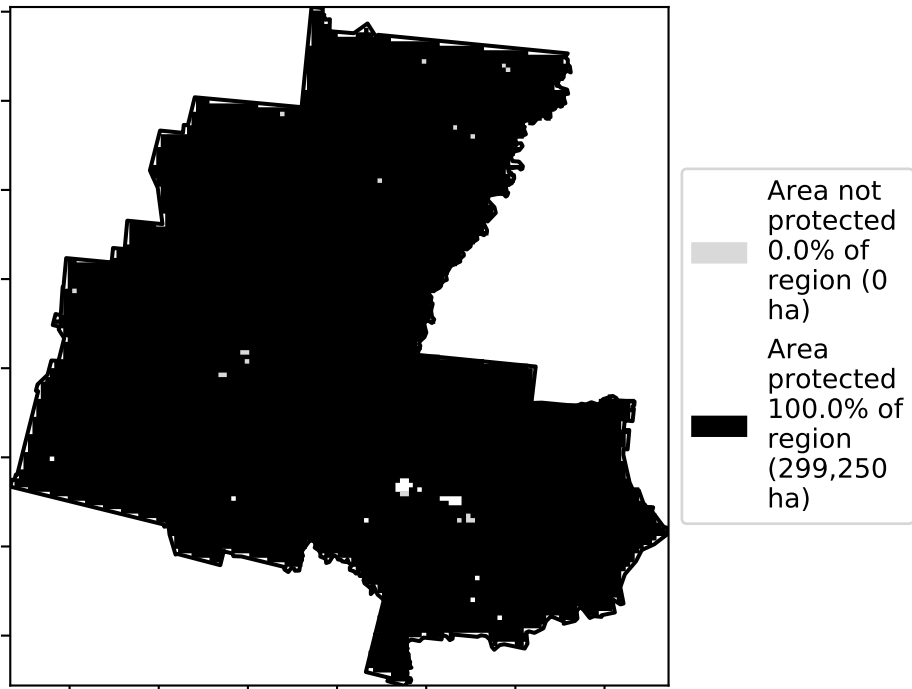 Area not
protected
0.0% of
region (0
ha)
Area
protected
100.0% of
region
(299,250
ha)